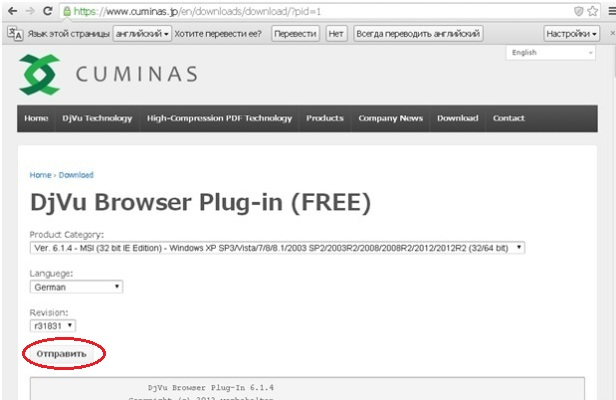 https://www.cuminas.jp/en/downloads/download/?pid=1
Язык этой страницы английский Хотите перевести ее? Перевести Нет Всегда переводить английский Настройки
English
CUMINAS
Home DjVu Technology High-Compression PDF Technology Products Company News Download Contact
Home › Download
DjVu Browser Plug-in (FREE)
Product Category:
Ver. 6.1.4 - MSI (32 bit IE Edition) - Windows XP SP3/Vista/7/8/8.1/2003 SP2/2003R2/2008/2008R2/2012/2012R2 (32/64 bit)
Languege:
German
Revision:
r31831
Отправить
DjVu Browser Plug-In 6.1.4